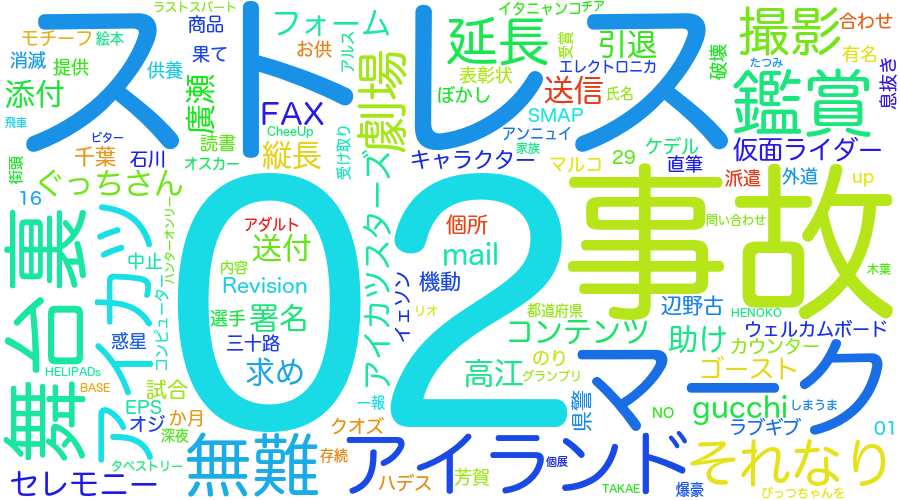 ラストスパート
イタニャンコチア
モチーフ
絵本
商品
フォーム
延長
受賞
引退
撮影
合わせ
消滅
提供
果て
お供
アルス
表彰状
エレクトロニカ
破壊
たつみ
有名
ストレス
添付
供養
廣瀬
FAX
劇場
ぼかし
送信
氏名
鑑賞
息抜き
飛車
ビター
読書
CheeUp
SMAP
アンニュイ
家族
街頭
千葉
石川
オスカー
縦長
受け取り
キャラクター
マルコ
29
ケデル
直筆
仮面ライダー
ぐっちさん
派遣
外道
up
16
アダルト
個所
事故
問い合わせ
舞台裏
アイカツ
ハンターオンリー
送付
mail
02
中止
コンピューター
内容
Revision
アイカツスターズ
イェソン
機動
木葉
選手
署名
リオ
都道府県
辺野古
HENOKO
惑星
三十路
コンテンツ
助け
ウェルカムボード
カウンター
HELIPADs
BASE
試合
求め
高江
のり
グランプリ
マーク
ゴースト
EPS
か月
一報
県警
NO
gucchi
しまうま
オジ
深夜
クオズ
ラブギブ
01
タペストリー
無難
存続
アイランド
個展
それなり
セレモニー
ハデス
芳賀
TAKAE
爆豪
ぴっつちゃんを